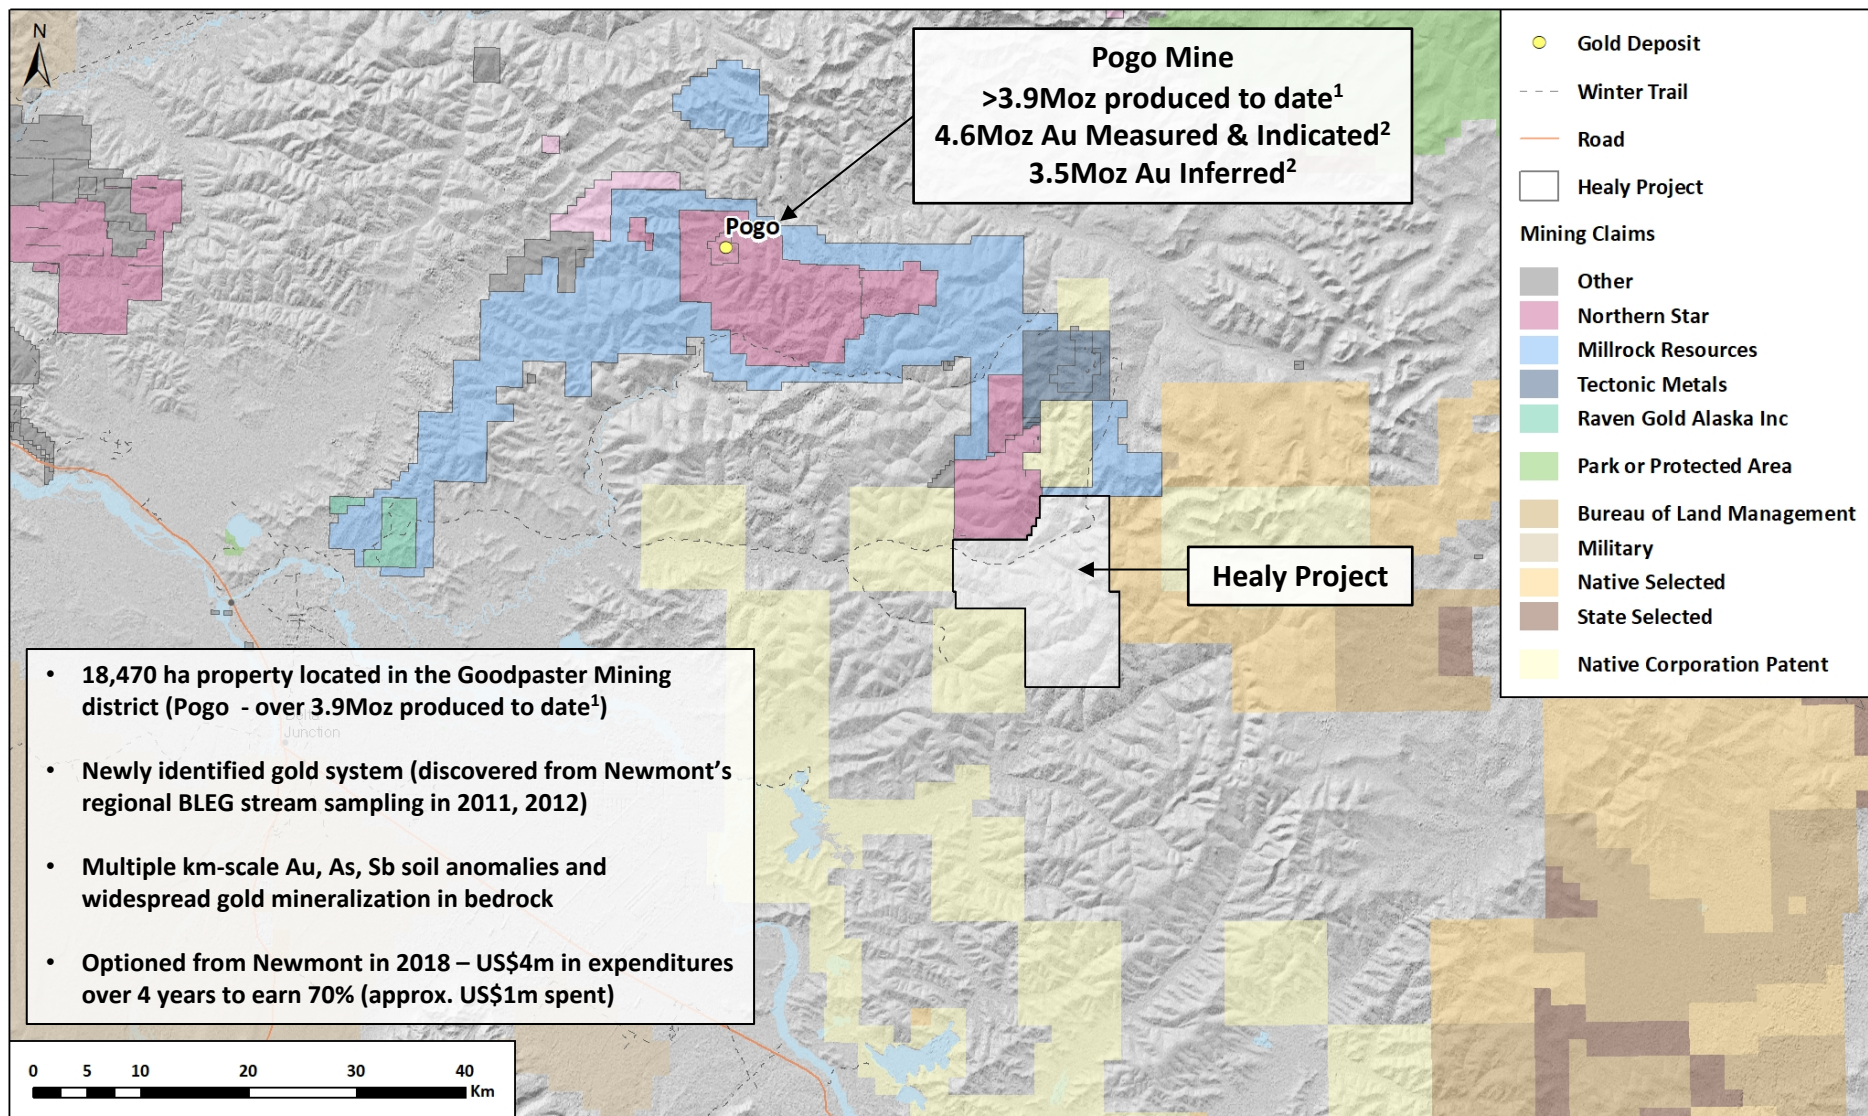 N
Pogo Mine
>3.9Moz produced to date¹
4.6Moz Au Measured & Indicated²
3.5Moz Au Inferred²
Pogo
Healy Project
Gold Deposit
Winter Trail
Road
Healy Project
Mining Claims
Other
Northern Star
Millrock Resources
Tectonic Metals
Raven Gold Alaska Inc
Park or Protected Area
Bureau of Land Management
Military
Native Selected
State Selected
Native Corporation Patent
• 18,470 ha property located in the Goodpaster Mining
district (Pogo - over 3.9Moz produced to date¹)
Junction
• Newly identified gold system (discovered from Newmont’s
regional BLEG stream sampling in 2011, 2012)
• Multiple km-scale Au, As, Sb soil anomalies and
widespread gold mineralization in bedrock
• Optioned from Newmont in 2018 – US$4m in expenditures
over 4 years to earn 70% (approx. US$1m spent)
0 5 10 20 30 40
Km